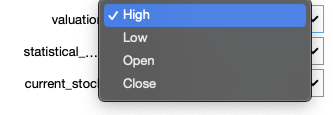 valuation
High
Low
statistical_...
Open
current_stoc
Close